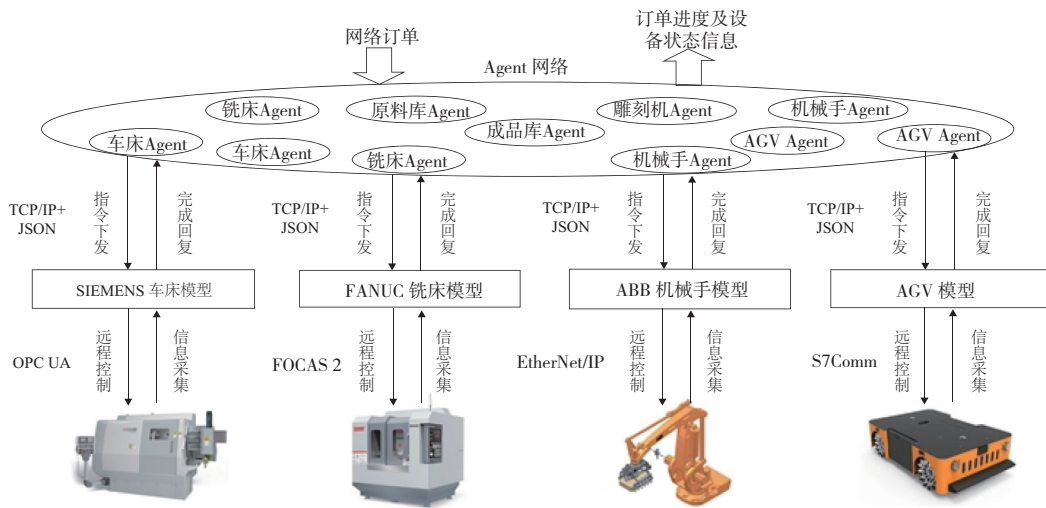 网络订单
订单进度及设
备状态信息
Agent 网络
铣床Agent
原料库Agent
成品库Agent
雕刻机Agent
机械手Agent
车床Agent
车床Agent
铣床Agent
机械手Agent
AGV Agent
AGV Agent
TCP/IP+
JSON
指令下发
完成回复
TCP/IP+
JSON
指令下发
完成回复
TCP/IP+
JSON
指令下发
完成回复
TCP/IP+
JSON
指令下发
完成回复
SIEMENS 车床模型
FANUC 铣床模型
ABB 机械手模型
AGV 模型
OPC UA
远程控制
信息采集
FOCAS 2
远程控制
信息采集
EtherNet/IP
远程控制
信息采集
S7Comm
远程控制
信息采集